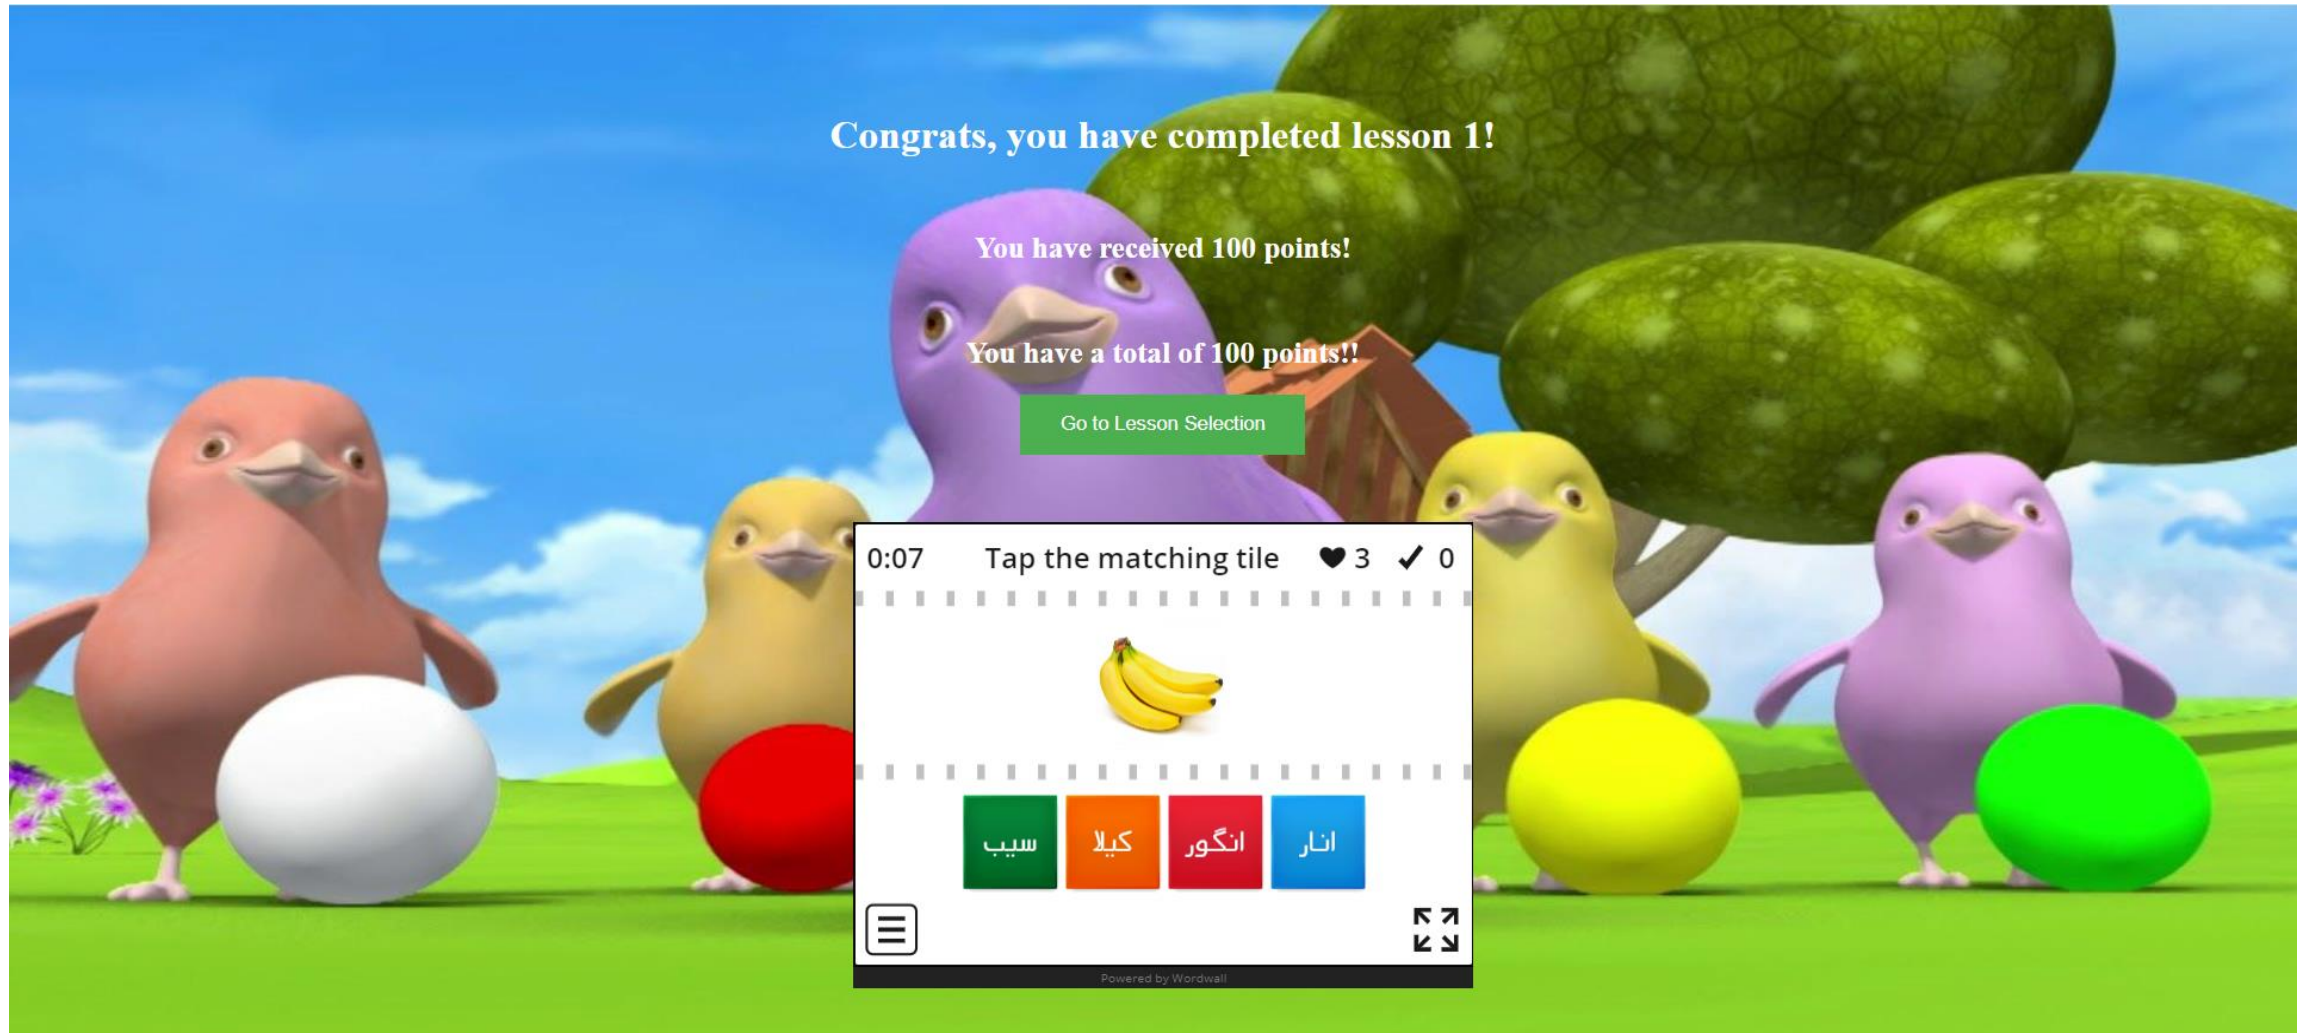 Congrats, you have completed lesson 1!
You have received 100 points!
You have a total of 100 points!!
Go to Lesson Selection
0:07 Tap the matching tile 3 0
سیب
کیلا
انگور
انار
Powered by Wordwall